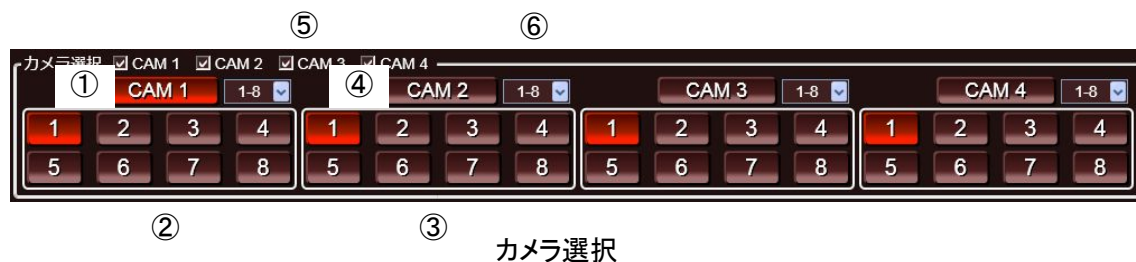 ⑤ ⑥
カメラ選択 CAM 1 CAM 2 CAM 3 CAM 4
① CAM 1 1-8 ④ CAM 2 1-8 CAM 3 1-8 CAM 4 1-8
1 2 3 4 1 2 3 4 1 2 3 4 1 2 3 4
5 6 7 8 5 6 7 8 5 6 7 8 5 6 7 8
② ③
カメラ選択